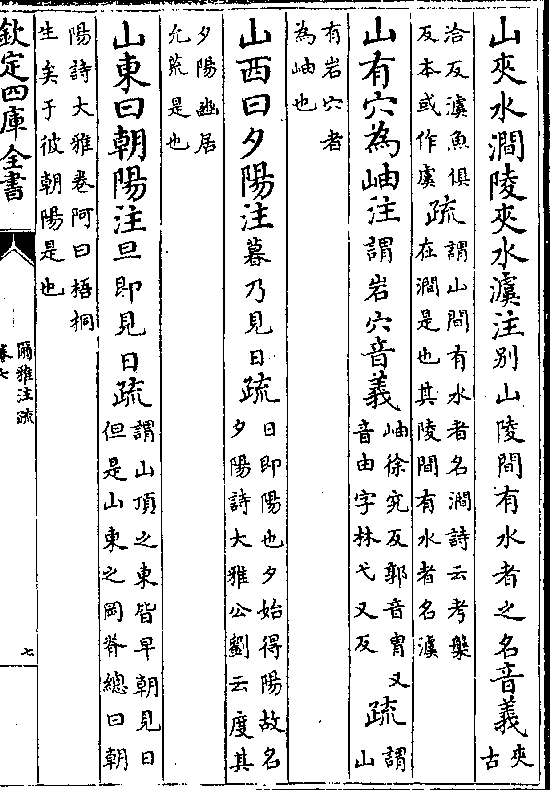 山夾水澗陵夾水澞注别山陵間有水者之名音義夾古
洽反澞魚俱反本或作虞疏謂山間有水者名澗詩云考槃在澗是也其陵間有水者名澞
山有穴為岫注謂岩穴音義岫徐究反郭音胄又音由字林弋又反疏謂山
有岩穴者為岫也
山西曰夕陽注暮乃見日疏日即陽也夕始得陽故名夕陽詩大雅公劉云度其
夕陽豳居允荒是也
山東曰朝陽注旦即見日疏謂山頂之東皆早朝見日但是山東之岡脊總曰朝
陽詩大雅卷阿曰梧桐生矣于彼朝陽是也
欽定四庫全書
爾雅注疏
卷七
七